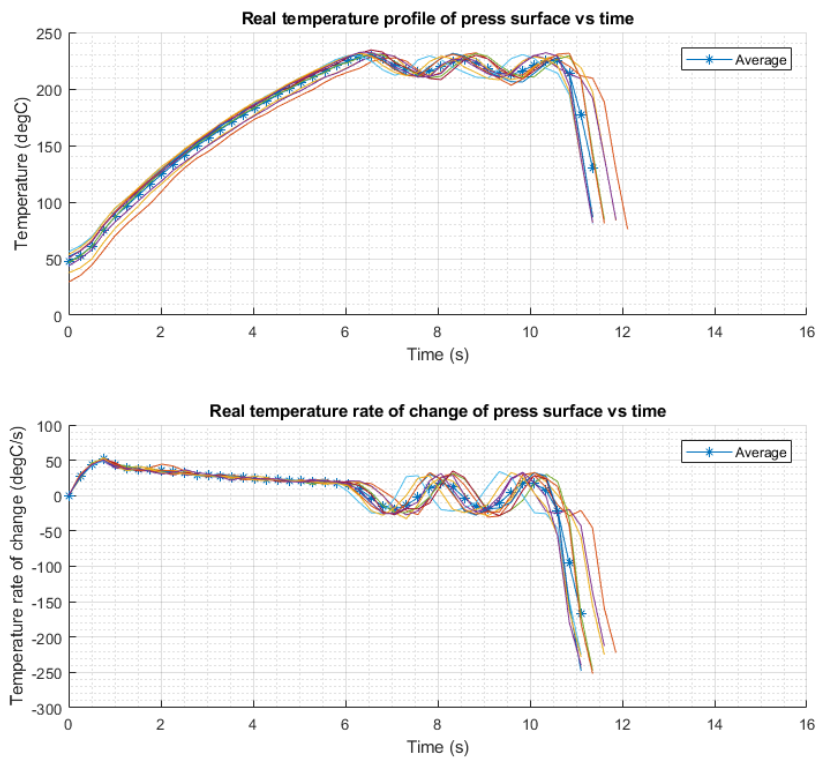 Real temperature profile of press surface vs time
250
200
150
100
50
0
Temperature (degC)
Average
0 2 4 6 8 10 12 14 16
Time (s)
Real temperature rate of change of press surface vs time
100
50
0
-50
-100
-150
-200
-250
-300
Temperature rate of change (degC/s)
Average
0 2 4 6 8 10 12 14 16
Time (s)